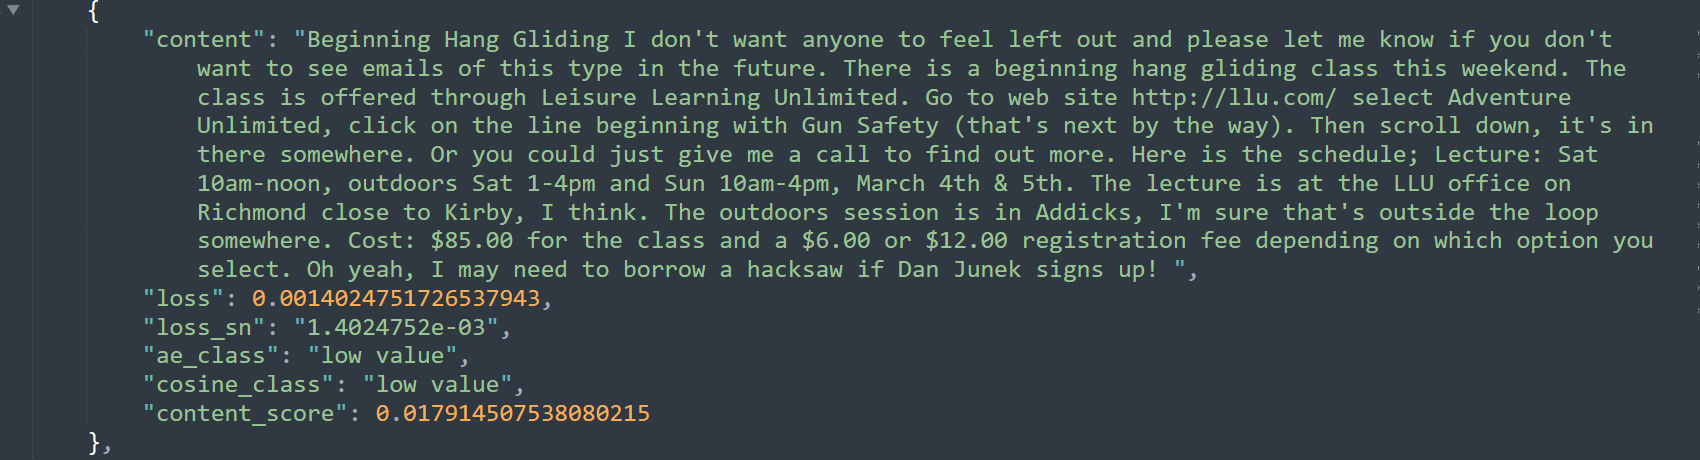 {
"content": "Beginning Hang Gliding I don't want anyone to feel left out and please let me know if you don't
want to see emails of this type in the future. There is a beginning hang gliding class this weekend. The
class is offered through Leisure Learning Unlimited. Go to web site http://llu.com/ select Adventure
Unlimited, click on the line beginning with Gun Safety (that's next by the way). Then scroll down, it's in
there somewhere. Or you could just give me a call to find out more. Here is the schedule; Lecture: Sat
10am-noon, outdoors Sat 1-4pm and Sun 10am-4pm, March 4th & 5th. The lecture is at the LLU office on
Richmond close to Kirby, I think. The outdoors session is in Addicks, I'm sure that's outside the loop
somewhere. Cost: $85.00 for the class and a $6.00 or $12.00 registration fee depending on which option you
select. Oh yeah, I may need to borrow a hacksaw if Dan Junek signs up! ",
"loss": 0.0014024751726537943,
"loss_sn": "1.4024752e-03",
"ae_class": "low value",
"cosine_class": "low value",
"content_score": 0.017914507538080215
},